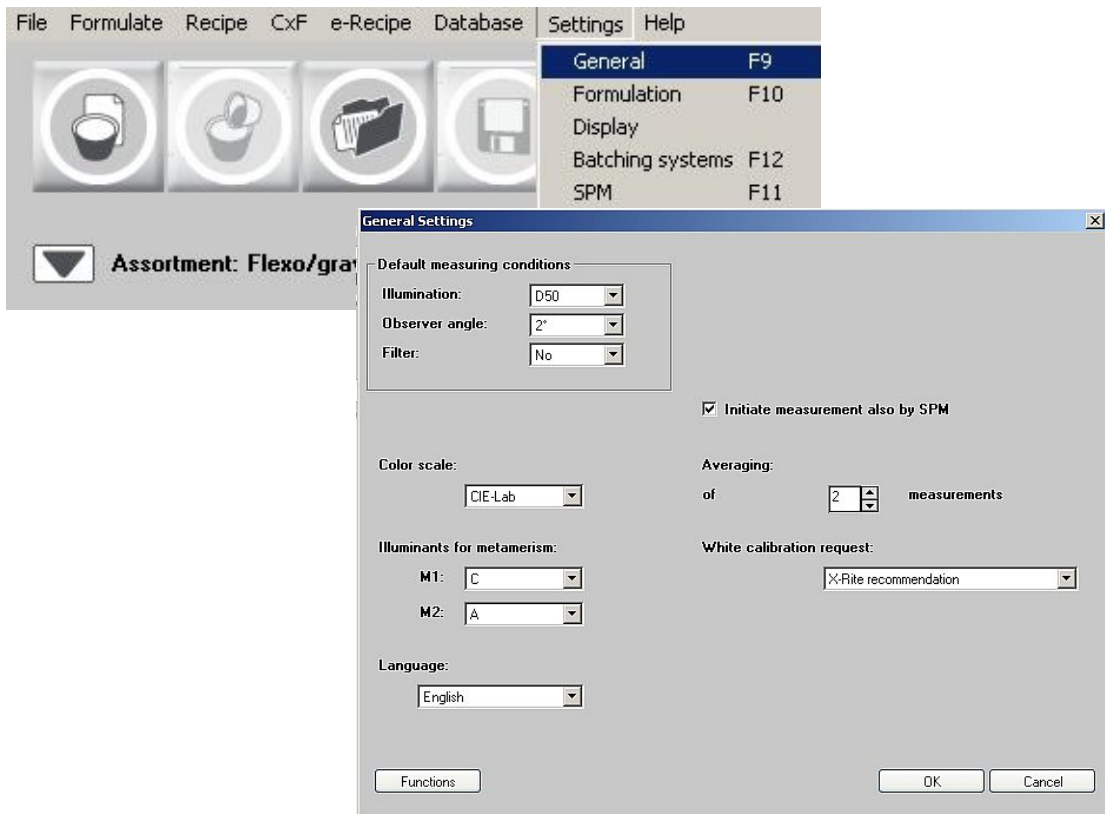 File Formulate Recipe CxF e-Recipe Database Settings Help
General F9
Formulation F10
Display
Batching systems F12
SPM F11
Assortment: Flexo/gra
General Settings
Default measuring conditions
Illumination: D50
Observer angle: 2°
Filter: No
Initiate measurement also by SPM
Color scale:
CIE-Lab
Averaging:
of 2 measurements
Illuminants for metamerism:
M1: C
M2: A
White calibration request:
X-Rite recommendation
Language:
English
Functions OK Cancel